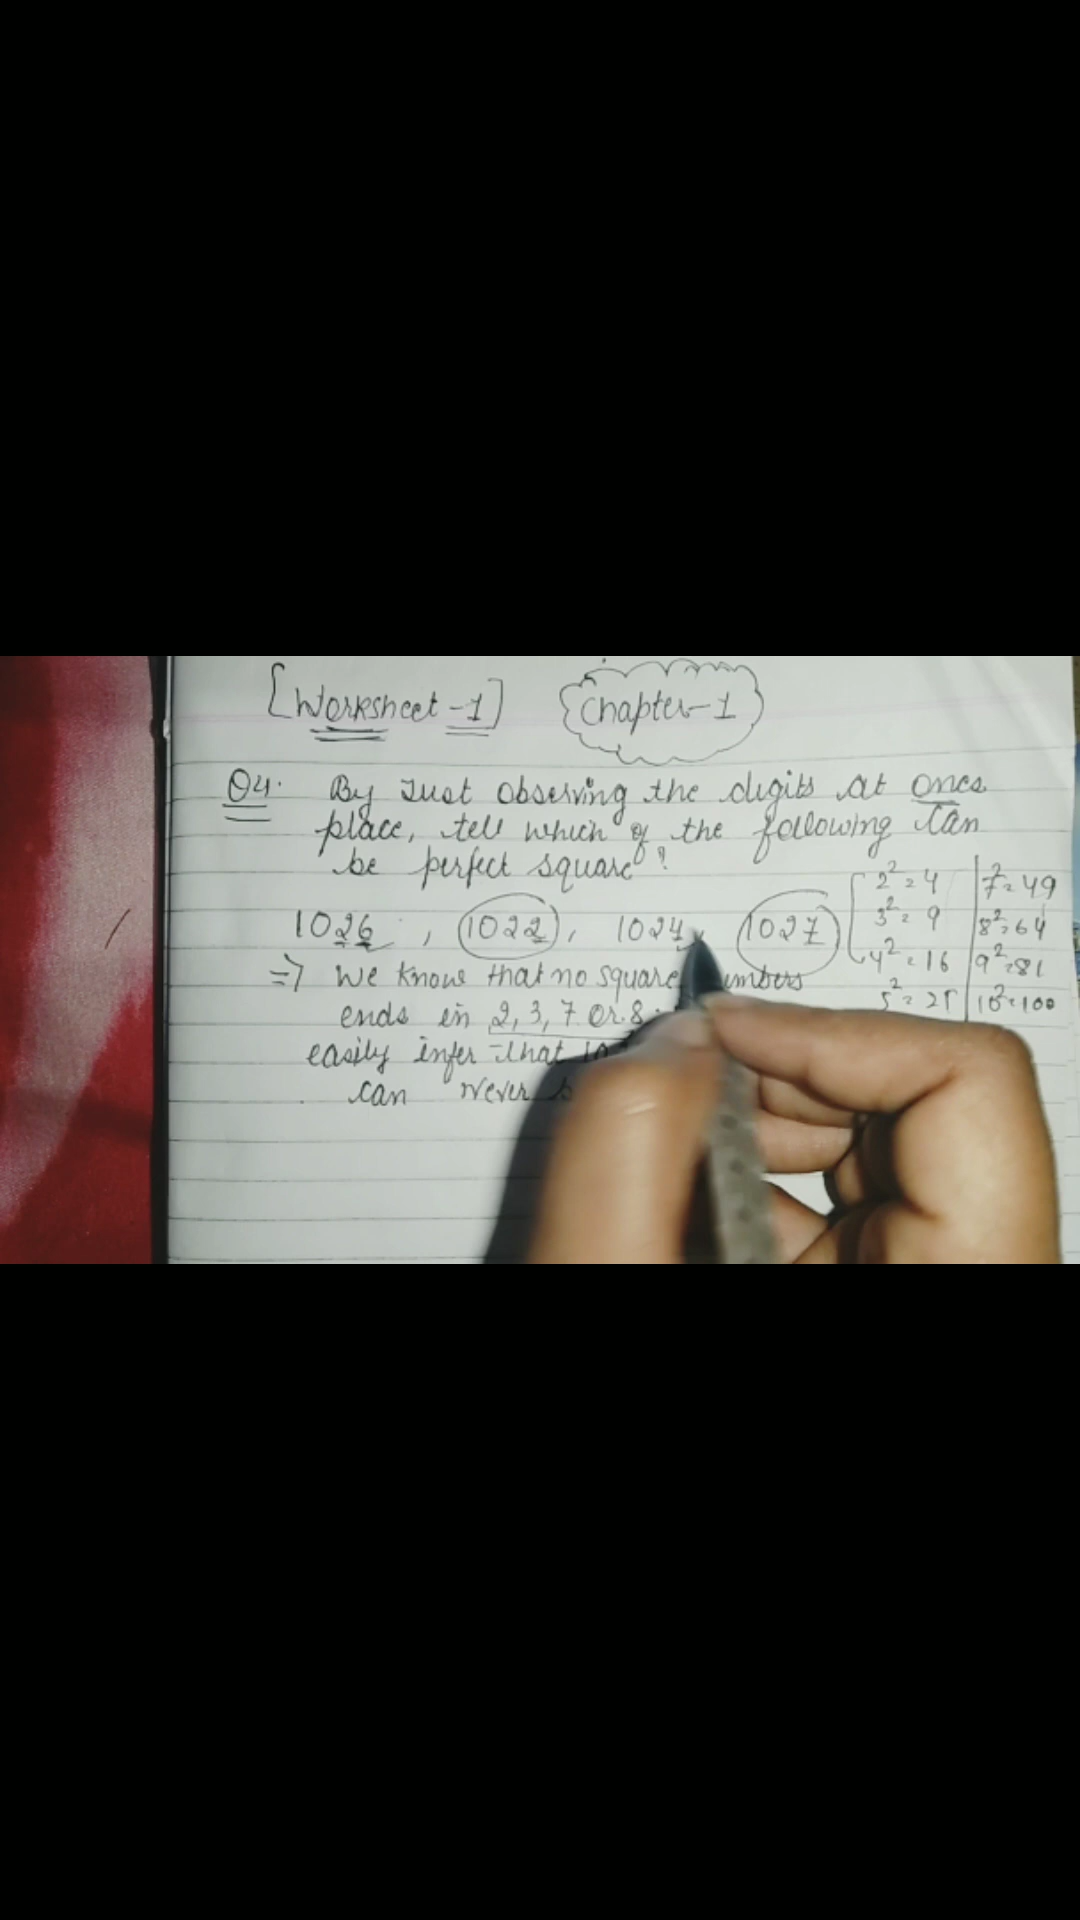 [Worksheet-1] Chapter-1
Q4. By Just observing the digits at ones
place, tell which of the following can
be perfect square?
1026, 1022, 1024, 1027
2²=4 7²=49
3²=9 8²=64
4²=16 9²=81
5²=25 10²=100
=> We know that no square numbers
ends in 2, 3, 7 or 8.
easily infer that
can never